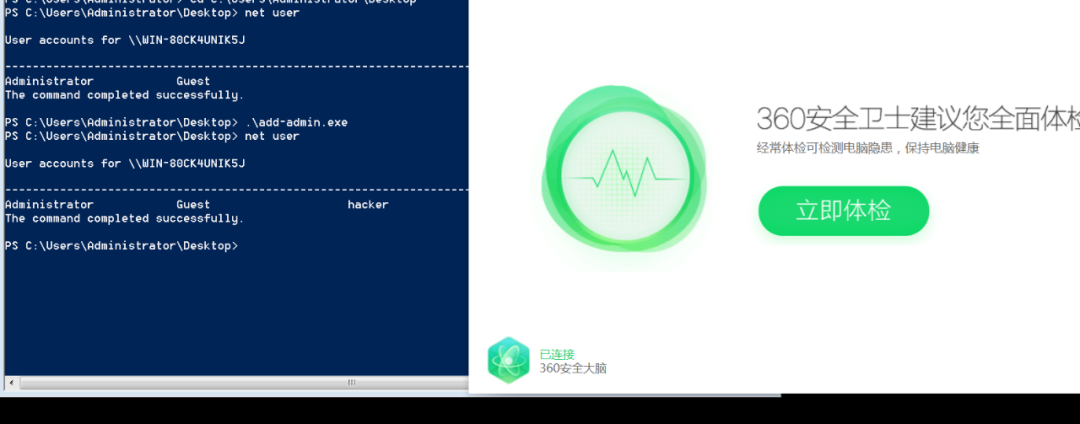 PS C:\Users\Administrator> cd C:\Users\Administrator\Desktop
PS C:\Users\Administrator\Desktop> net user
User accounts for \\WIN-80CK4UNIK5J
-------------------------------------------------------------------------------
Administrator Guest
The command completed successfully.
PS C:\Users\Administrator\Desktop> .\add-admin.exe
PS C:\Users\Administrator\Desktop> net user
User accounts for \\WIN-80CK4UNIK5J
-------------------------------------------------------------------------------
Administrator Guest hacker
The command completed successfully.
PS C:\Users\Administrator\Desktop>
360安全卫士建议您全面体检
经常体检可检测电脑隐患，保持电脑健康
立即体检
已连接
360安全大脑